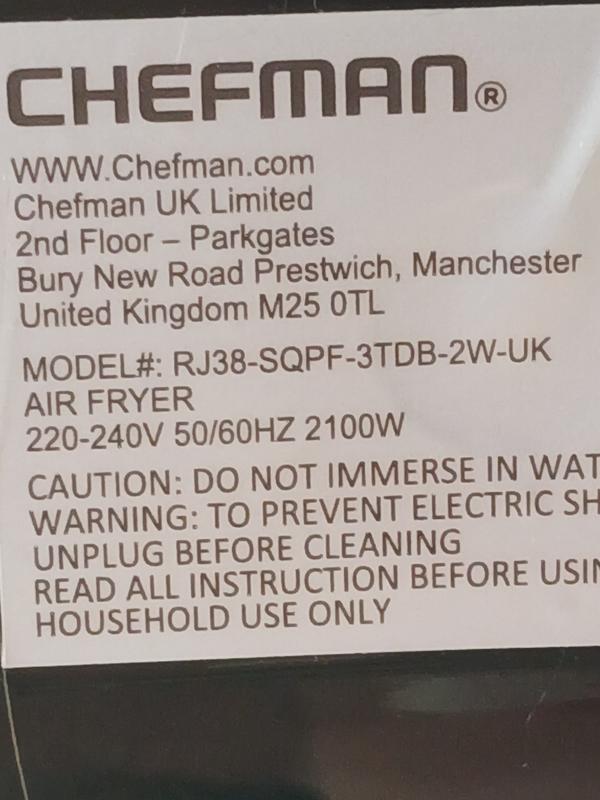 CHEFMAN®
WWW.Chefman.com
Chefman UK Limited
2nd Floor – Parkgates
Bury New Road Prestwich, Manchester
United Kingdom M25 0TL
MODEL#: RJ38-SQPF-3TDB-2W-UK
AIR FRYER
220-240V 50/60HZ 2100W
CAUTION: DO NOT IMMERSE IN
WARNING: TO PREVENT ELECTRIC
UNPLUG BEFORE CLEANING
READ ALL INSTRUCTION BEFORE
HOUSEHOLD USE ONLY